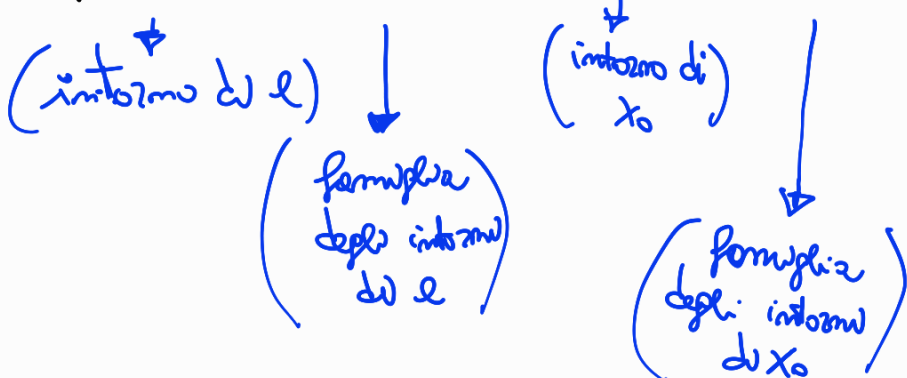 (intorno di l)
(intorno di
x₀)
(famiglia
degli intorni
di l)
(famiglia
degli intorni
di x₀)